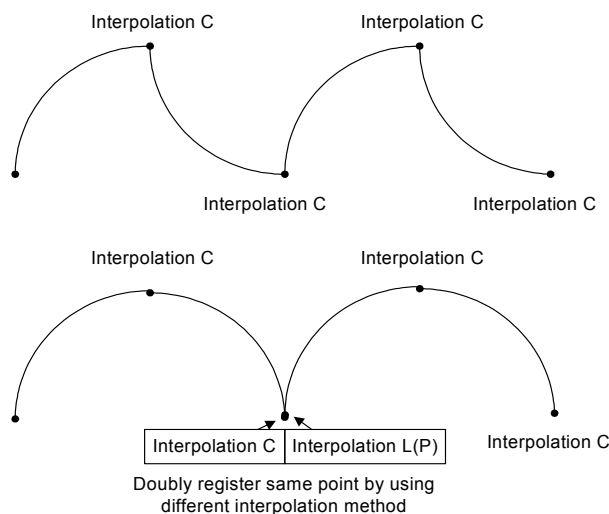 Interpolation C
Interpolation C
Interpolation C
Interpolation C
Interpolation C
Interpolation C
Interpolation C
Interpolation L(P)
Interpolation C
Doubly register same point by using
different interpolation method